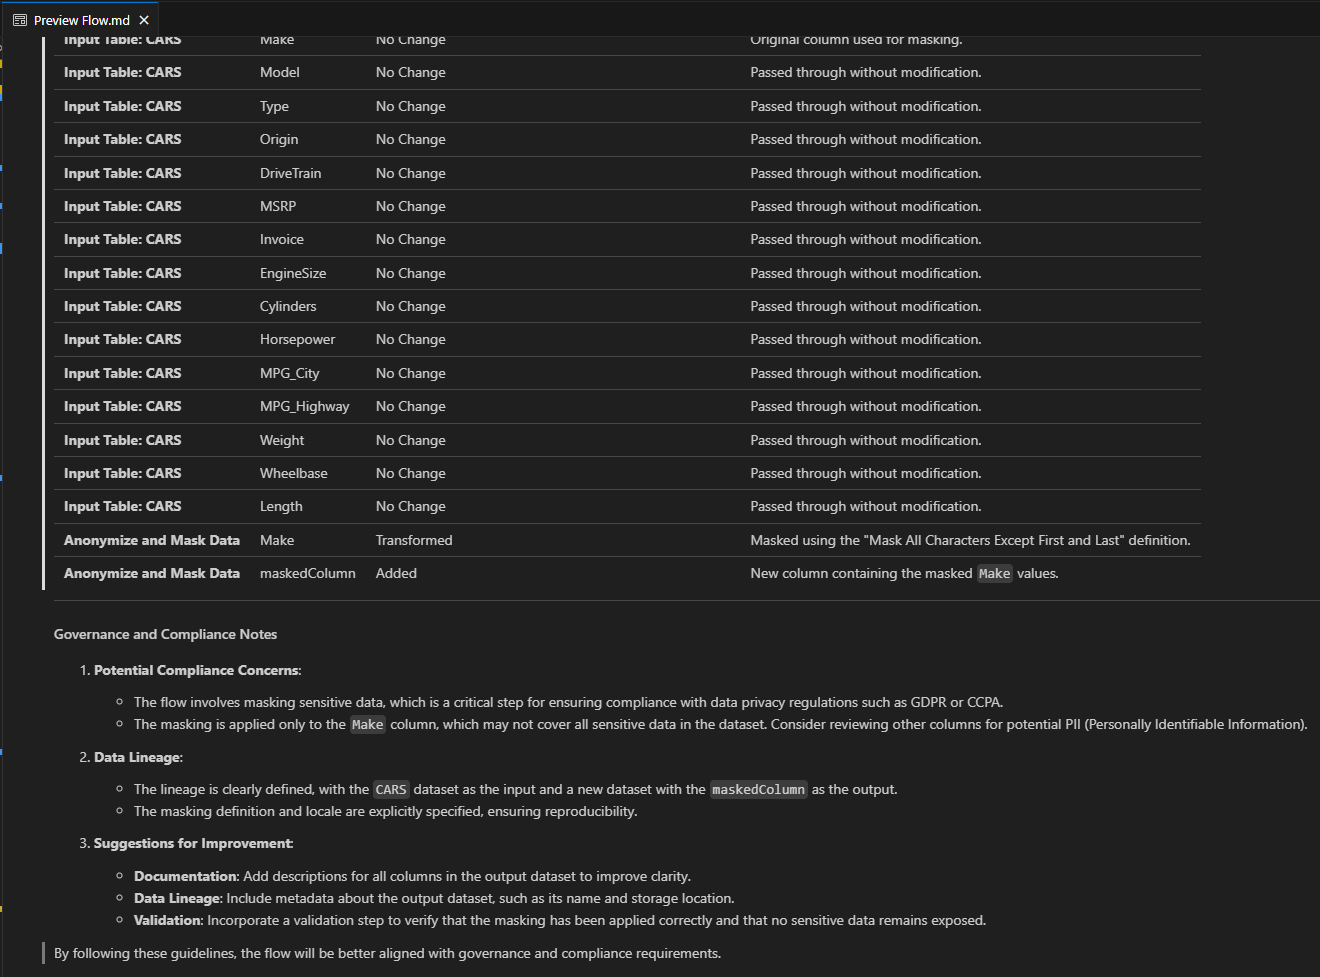 Preview Flow.md
Input Table: CARS Make No Change Original column used for masking.
Input Table: CARS Model No Change Passed through without modification.
Input Table: CARS Type No Change Passed through without modification.
Input Table: CARS Origin No Change Passed through without modification.
Input Table: CARS DriveTrain No Change Passed through without modification.
Input Table: CARS MSRP No Change Passed through without modification.
Input Table: CARS Invoice No Change Passed through without modification.
Input Table: CARS EngineSize No Change Passed through without modification.
Input Table: CARS Cylinders No Change Passed through without modification.
Input Table: CARS Horsepower No Change Passed through without modification.
Input Table: CARS MPG_City No Change Passed through without modification.
Input Table: CARS MPG_Highway No Change Passed through without modification.
Input Table: CARS Weight No Change Passed through without modification.
Input Table: CARS Wheelbase No Change Passed through without modification.
Input Table: CARS Length No Change Passed through without modification.
Anonymize and Mask Data Make Transformed Masked using the "Mask All Characters Except First and Last" definition.
Anonymize and Mask Data maskedColumn Added New column containing the masked Make values.
Governance and Compliance Notes
1. Potential Compliance Concerns:
○ The flow involves masking sensitive data, which is a critical step for ensuring compliance with data privacy regulations such as GDPR or CCPA.
○ The masking is applied only to the Make column, which may not cover all sensitive data in the dataset. Consider reviewing other columns for potential PII (Personally Identifiable Information).
2. Data Lineage:
○ The lineage is clearly defined, with the CARS dataset as the input and a new dataset with the maskedColumn as the output.
○ The masking definition and locale are explicitly specified, ensuring reproducibility.
3. Suggestions for Improvement:
○ Documentation: Add descriptions for all columns in the output dataset to improve clarity.
○ Data Lineage: Include metadata about the output dataset, such as its name and storage location.
○ Validation: Incorporate a validation step to verify that the masking has been applied correctly and that no sensitive data remains exposed.
By following these guidelines, the flow will be better aligned with governance and compliance requirements.